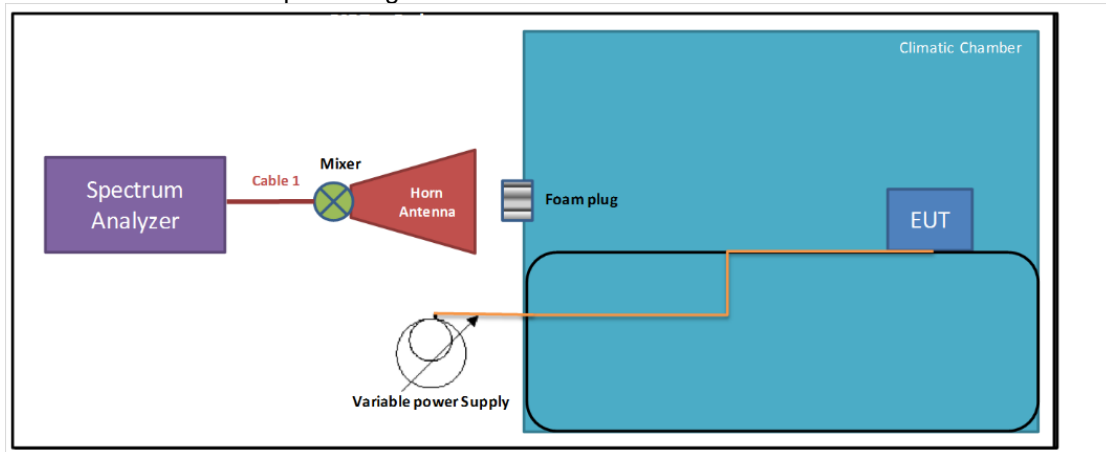 Climatic Chamber
Mixer
Cable 1
Spectrum
Analyzer
Horn
Antenna
Foam plug
EUT
Variable power Supply